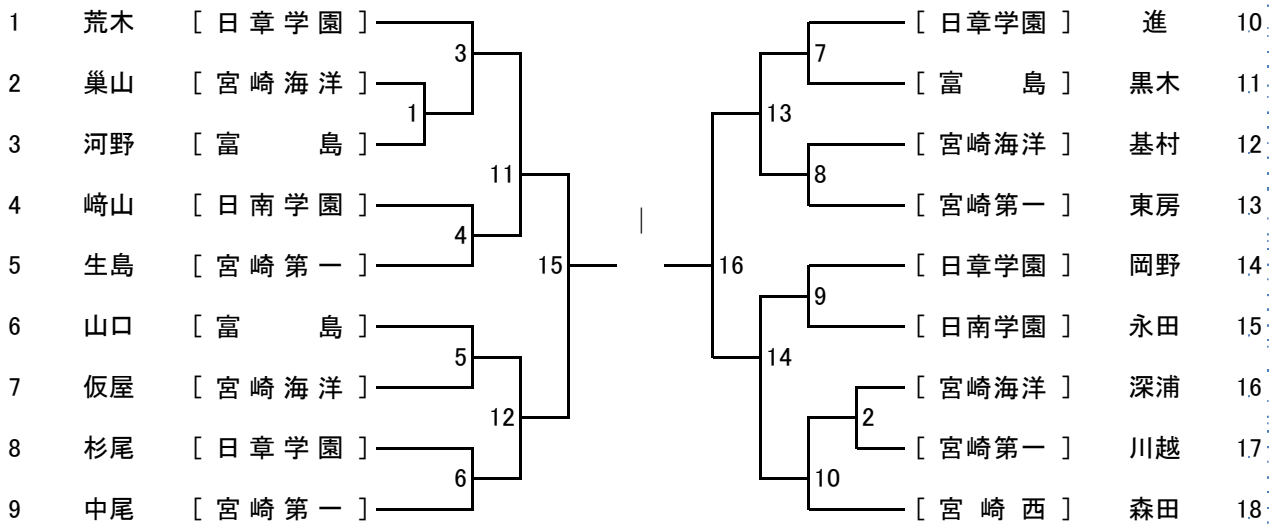 1 荒木 [ 日章学園 ]
2 巣山 [ 宮崎海洋 ]
3 河野 [ 富島 ]
4 﨑山 [ 日南学園 ]
5 生島 [ 宮崎第一 ]
6 山口 [ 富島 ]
7 仮屋 [ 宮崎海洋 ]
8 杉尾 [ 日章学園 ]
9 中尾 [ 宮崎第一 ]
3
1
11
4
15
5
12
6
7
13
8
16
9
14
2
10
[ 日章学園 ] 進 10
[ 富島 ] 黒木 11
[ 宮崎海洋 ] 基村 12
[ 宮崎第一 ] 東房 13
[ 日章学園 ] 岡野 14
[ 日南学園 ] 永田 15
[ 宮崎海洋 ] 深浦 16
[ 宮崎第一 ] 川越 17
[ 宮崎西 ] 森田 18